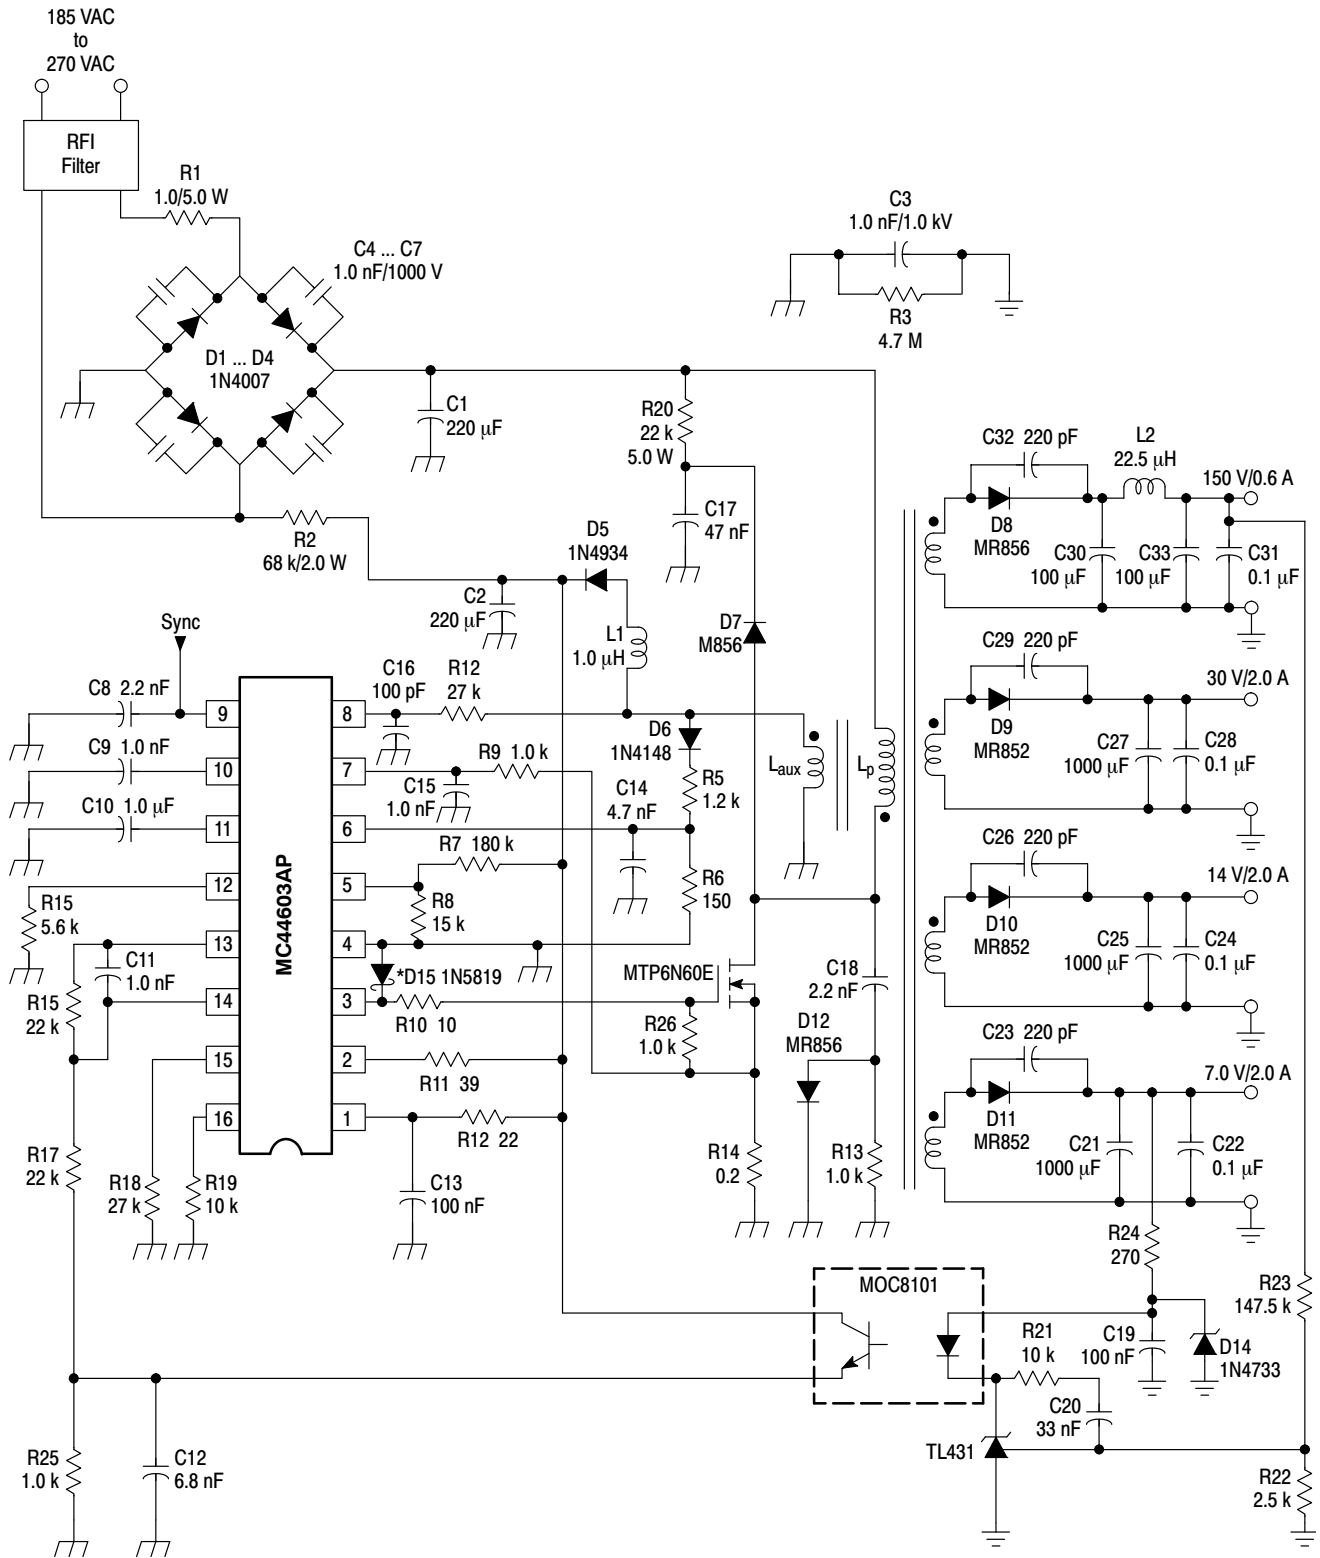 185 VAC
to
270 VAC
RFI
Filter
R1
1.0/5.0 W
C3
1.0 nF/1.0 kV
R3
4.7 M
C4 ... C7
1.0 nF/1000 V
D1 ... D4
1N4007
C1
220 µF
R20
22 k
5.0 W
C17
47 nF
R2
68 k/2.0 W
D5
1N4934
C2
220 µF
L1
1.0 µH
D7
M856
Sync
C8 2.2 nF
C9 1.0 nF
C10 1.0 µF
C16
100 pF
R12
27 k
D6
1N4148
R9 1.0 k
C15
1.0 nF
C14
4.7 nF
R5
1.2 k
Laux
Lp
R7 180 k
R8
15 k
R6
150
MC44603AP
9
10
11
12
13
14
15
16
8
7
6
5
4
3
2
1
R15
5.6 k
C11
1.0 nF
R15
22 k
*D15 1N5819
R10 10
MTP6N60E
R26
1.0 k
C18
2.2 nF
D12
MR856
R11 39
R12 22
R17
22 k
R18
27 k
R19
10 k
C13
100 nF
R14
0.2
R13
1.0 k
C32 220 pF
L2
22.5 µH
150 V/0.6 A
D8
MR856
C30
100 µF
C33
100 µF
C31
0.1 µF
C29 220 pF
30 V/2.0 A
D9
MR852
C27
1000 µF
C28
0.1 µF
C26 220 pF
14 V/2.0 A
D10
MR852
C25
1000 µF
C24
0.1 µF
C23 220 pF
7.0 V/2.0 A
D11
MR852
C21
1000 µF
C22
0.1 µF
R24
270
MOC8101
R23
147.5 k
R21
10 k
C19
100 nF
D14
1N4733
C20
33 nF
TL431
R25
1.0 k
C12
6.8 nF
R22
2.5 k